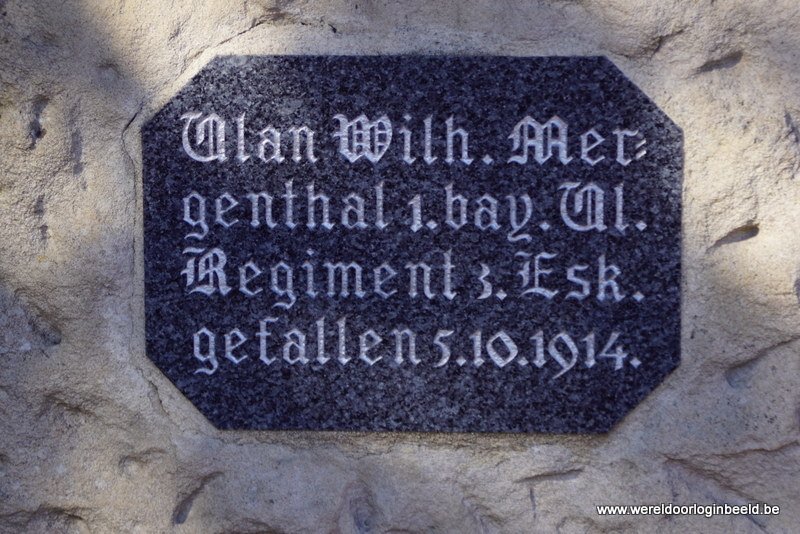 Ulan Wilh. Mer=
genthal 1. bay. Ul.
Regiment 3. Esk.
gefallen 5.10.1914.
www.wereldoorloginbeeld.be